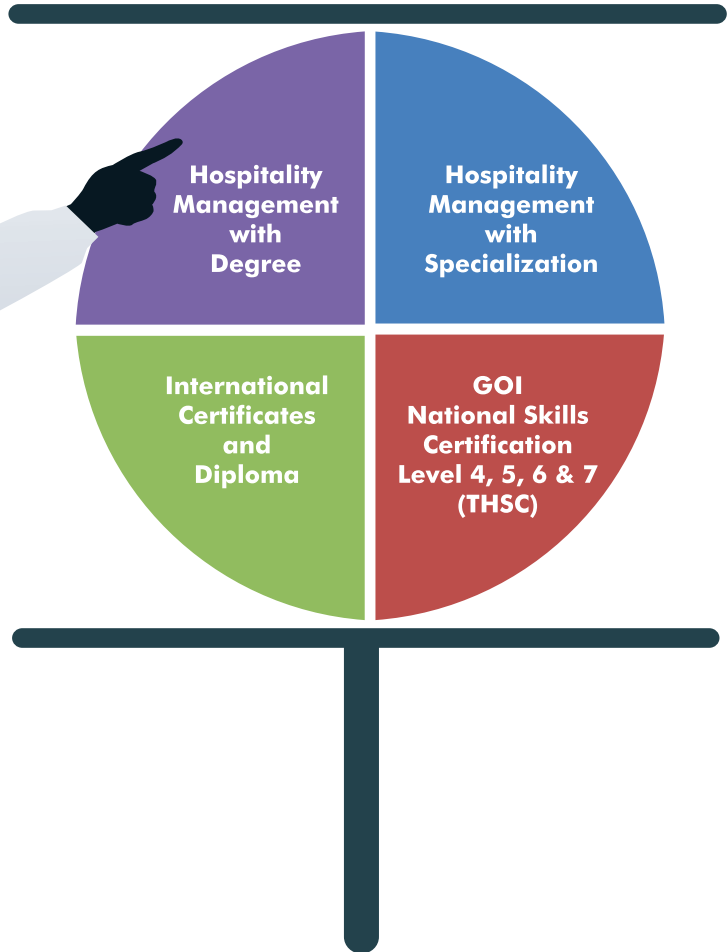 Hospitality
Management
with
Degree
Hospitality
Management
with
Specialization
International
Certificates
and
Diploma
GOI
National Skills
Certification
Level 4, 5, 6 & 7
(THSC)